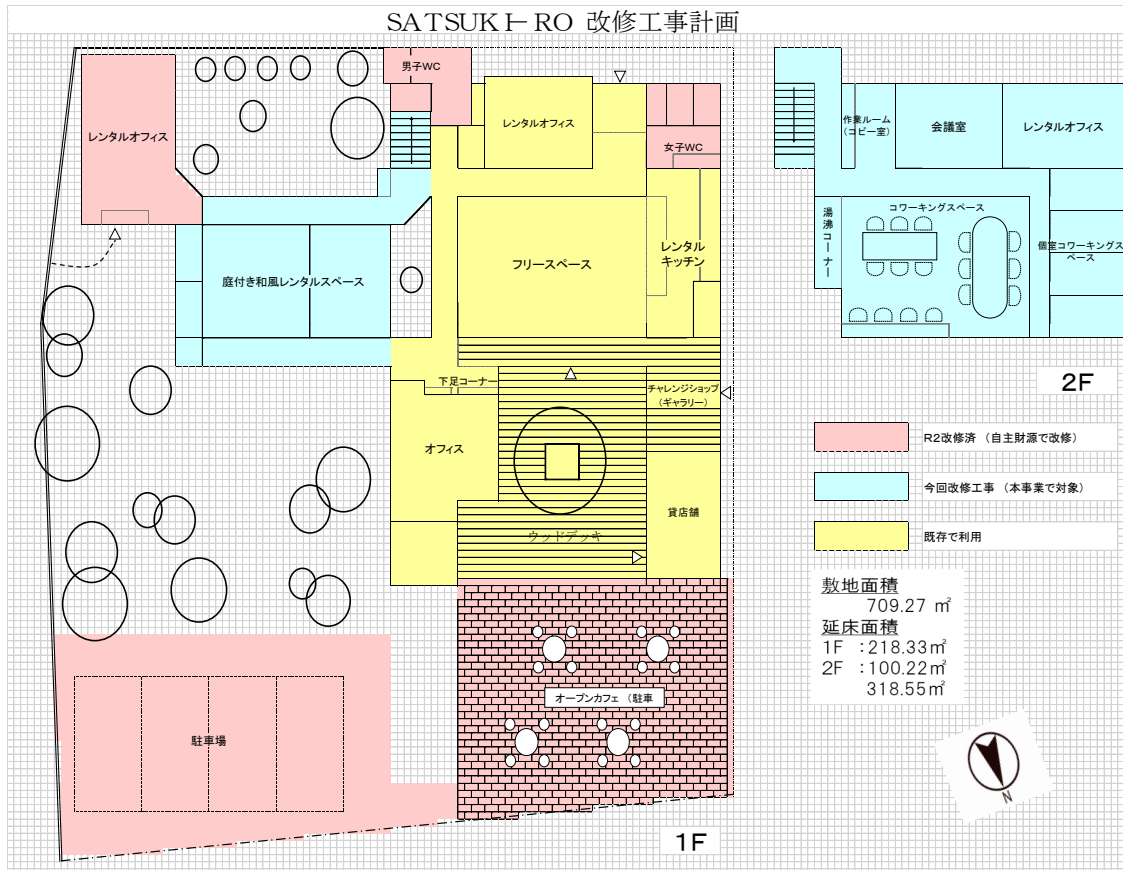 SATSUKI-RO 改修工事計画
男子WC
レンタルオフィス
レンタルオフィス
女子WC
庭付き和風レンタルスペース
フリースペース
レンタル
キッチン
下足コーナー
チャレンジショップ
(ギャラリー)
オフィス
貸店舗
ウッドデッキ
オープンカフェ (駐車
駐車場
1F
作業ルーム
(コピー室)
会議室
レンタルオフィス
湯沸コーナー
コワーキングスペース
個室コワーキングス
ペース
2F
R2改修済 (自主財源で改修)
今回改修工事 (本事業で対象)
既存で利用
敷地面積
709.27 ㎡
延床面積
1F :218.33㎡
2F :100.22㎡
318.55㎡
N